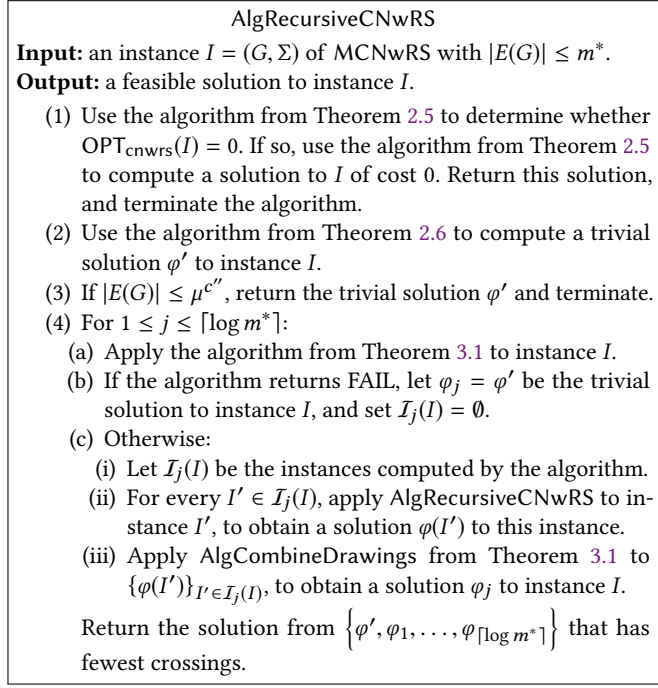 AlgRecursiveCNwRS
Input: an instance I = (G, Σ) of MCNwRS with |E(G)| ≤ m*.
Output: a feasible solution to instance I.
(1) Use the algorithm from Theorem 2.5 to determine whether
OPT_cnwrs(I) = 0. If so, use the algorithm from Theorem 2.5
to compute a solution to I of cost 0. Return this solution,
and terminate the algorithm.
(2) Use the algorithm from Theorem 2.6 to compute a trivial
solution φ′ to instance I.
(3) If |E(G)| ≤ μ^{c″}, return the trivial solution φ′ and terminate.
(4) For 1 ≤ j ≤ ⌈log m*⌉:
(a) Apply the algorithm from Theorem 3.1 to instance I.
(b) If the algorithm returns FAIL, let φ_j = φ′ be the trivial
solution to instance I, and set 𝓘_j(I) = ∅.
(c) Otherwise:
(i) Let 𝓘_j(I) be the instances computed by the algorithm.
(ii) For every I′ ∈ 𝓘_j(I), apply AlgRecursiveCNwRS to in-
stance I′, to obtain a solution φ(I′) to this instance.
(iii) Apply AlgCombineDrawings from Theorem 3.1 to
{φ(I′)}_{I′∈𝓘_j(I)}, to obtain a solution φ_j to instance I.
Return the solution from {φ′, φ_1, . . . , φ_{⌈log m*⌉}} that has
fewest crossings.